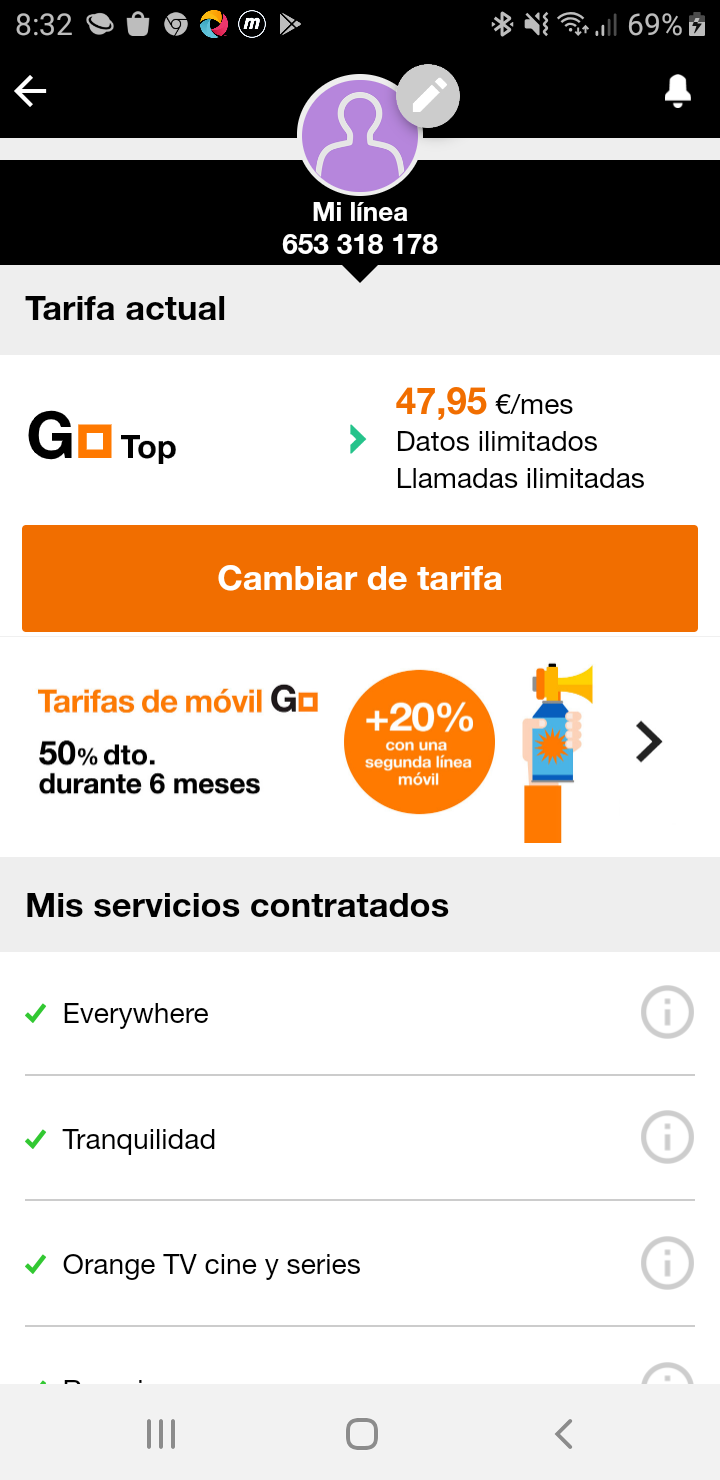 8:32
69%
Mi línea
653 318 178
Tarifa actual
Go Top
47,95 €/mes
Datos ilimitados
Llamadas ilimitadas
Cambiar de tarifa
Tarifas de móvil Go
50% dto.
durante 6 meses
+20%
con una
segunda línea
móvil
Mis servicios contratados
Everywhere
Tranquilidad
Orange TV cine y series